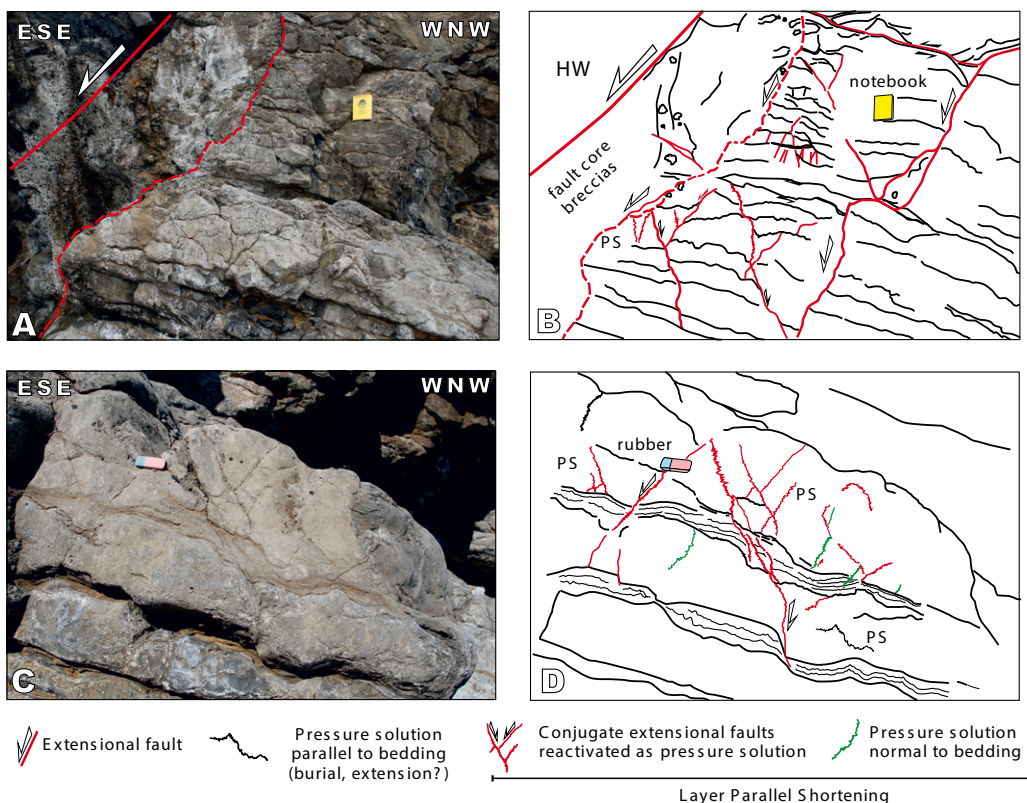 ESE
WNW
A
HW
notebook
fault core
breccias
PS
B
ESE
WNW
C
rubber
PS
PS
PS
D
Extensional fault
Pressure solution
parallel to bedding
(burial, extension?)
Conjugate extensional faults
reactivated as pressure solution
Pressure solution
normal to bedding
Layer Parallel Shortening